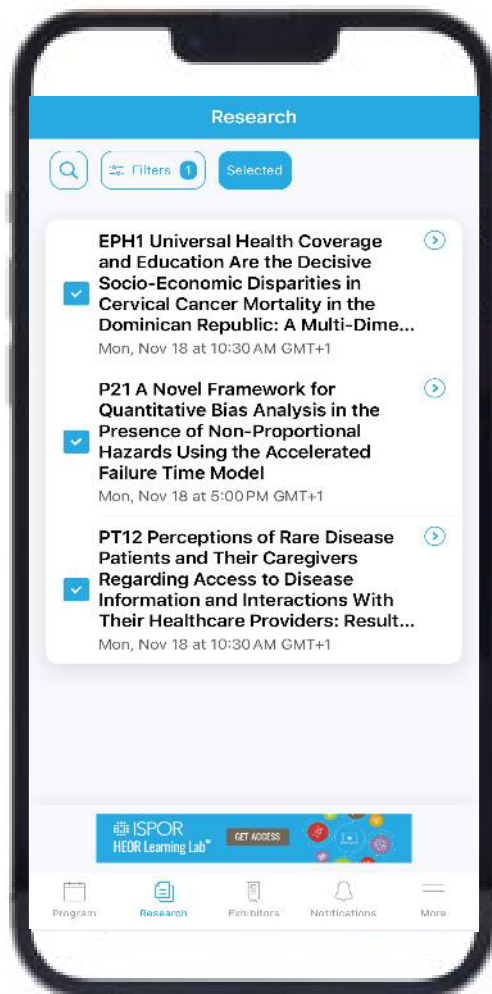 Research
Filters 1
Selected
EPH1 Universal Health Coverage
and Education Are the Decisive
Socio-Economic Disparities in
Cervical Cancer Mortality in the
Dominican Republic: A Multi-Dime...
Mon, Nov 18 at 10:30 AM GMT+1
P21 A Novel Framework for
Quantitative Bias Analysis in the
Presence of Non-Proportional
Hazards Using the Accelerated
Failure Time Model
Mon, Nov 18 at 5:00 PM GMT+1
PT12 Perceptions of Rare Disease
Patients and Their Caregivers
Regarding Access to Disease
Information and Interactions With
Their Healthcare Providers: Result...
Mon, Nov 18 at 10:30 AM GMT+1
ISPOR
HEOR Learning Lab™
GET ACCESS
Program
Research
Exhibitors
Notifications
More